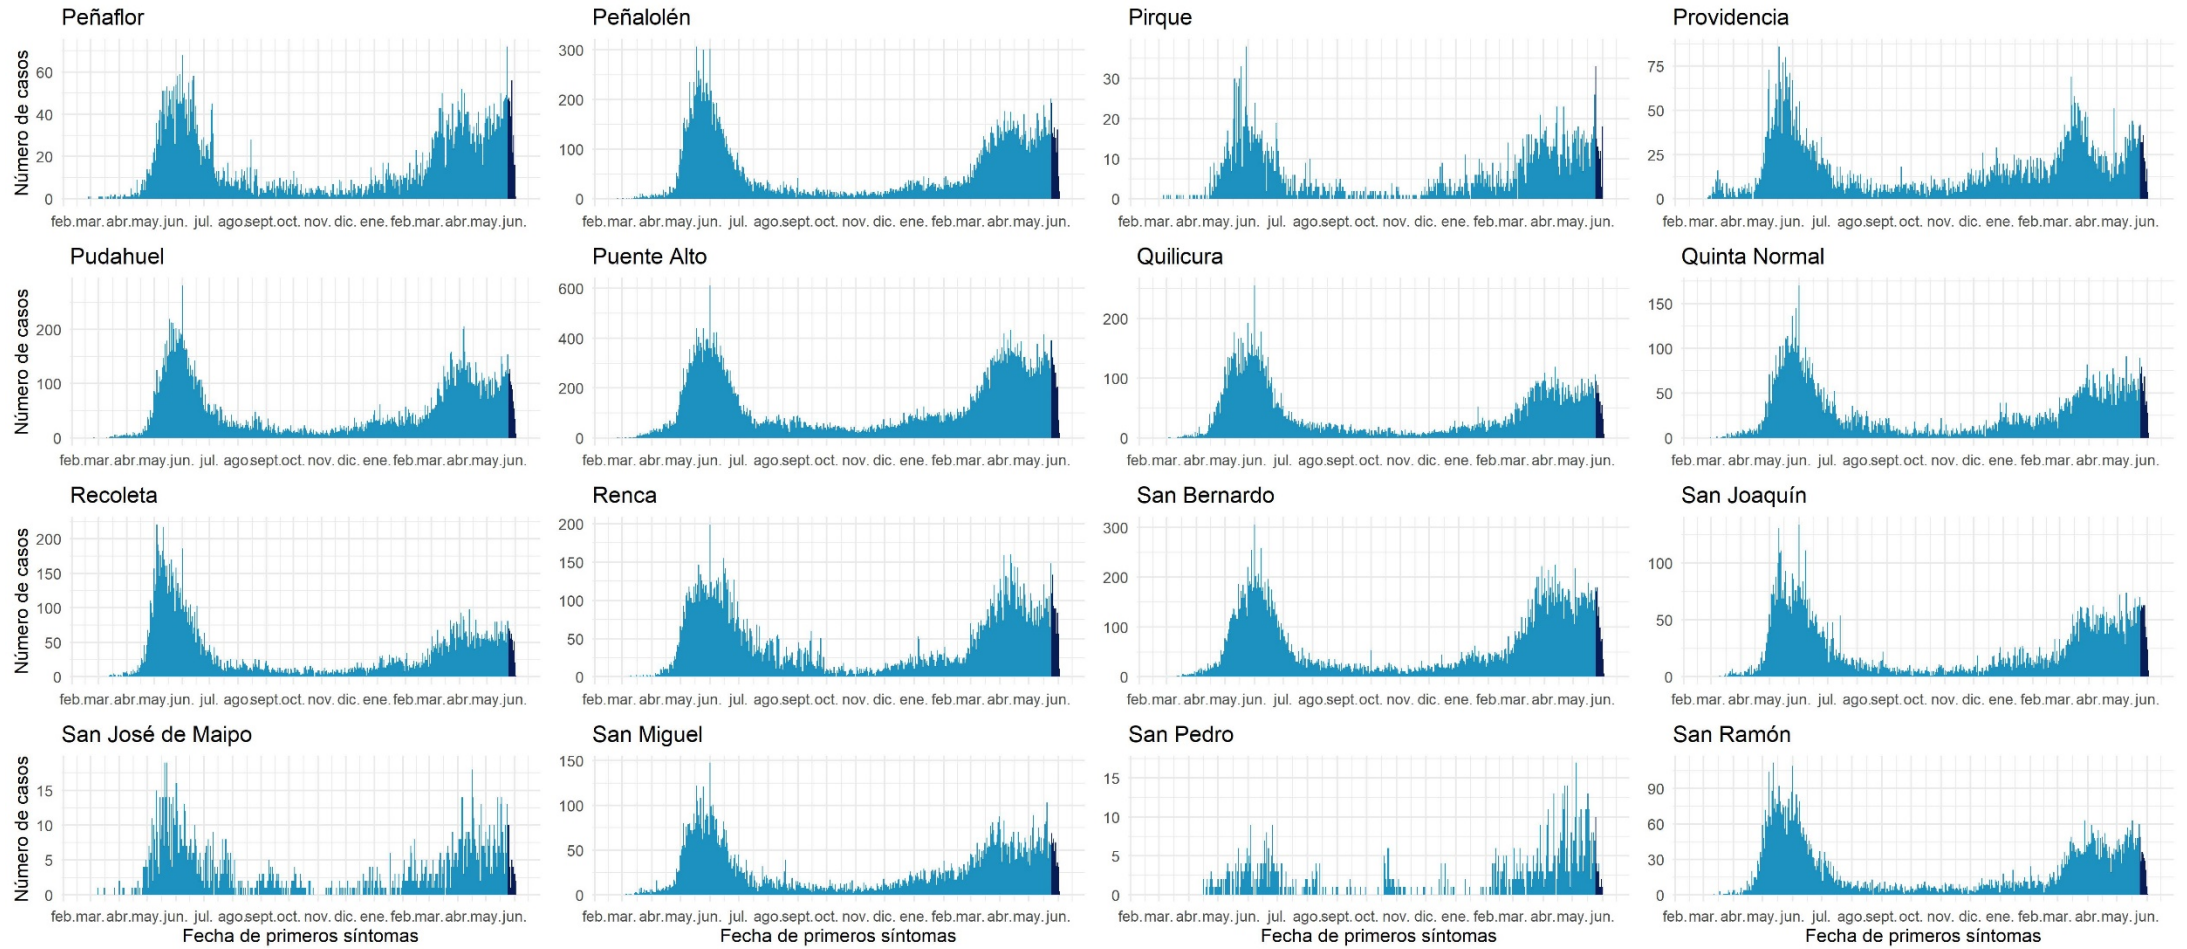 Peñaflor
Número de casos
60
40
20
0
feb.mar. abr.may.jun. jul. ago.sept.oct. nov. dic. ene. feb.mar. abr.may.jun.
Peñalolén
300
200
100
0
feb.mar. abr.may.jun. jul. ago.sept.oct. nov. dic. ene. feb.mar. abr.may.jun.
Pirque
30
20
10
0
feb.mar. abr.may.jun. jul. ago.sept.oct. nov. dic. ene. feb.mar. abr.may.jun.
Providencia
75
50
25
0
feb.mar. abr.may.jun. jul. ago.sept.oct. nov. dic. ene. feb.mar. abr.may.jun.
Pudahuel
Número de casos
200
100
0
feb.mar. abr.may.jun. jul. ago.sept.oct. nov. dic. ene. feb.mar. abr.may.jun.
Puente Alto
600
400
200
0
feb.mar. abr.may.jun. jul. ago.sept.oct. nov. dic. ene. feb.mar. abr.may.jun.
Quilicura
200
100
0
feb.mar. abr.may.jun. jul. ago.sept.oct. nov. dic. ene. feb.mar. abr.may.jun.
Quinta Normal
150
100
50
0
feb.mar. abr.may.jun. jul. ago.sept.oct. nov. dic. ene. feb.mar. abr.may.jun.
Recoleta
Número de casos
200
150
100
50
0
feb.mar. abr.may.jun. jul. ago.sept.oct. nov. dic. ene. feb.mar. abr.may.jun.
Renca
200
150
100
50
0
feb.mar. abr.may.jun. jul. ago.sept.oct. nov. dic. ene. feb.mar. abr.may.jun.
San Bernardo
300
200
100
0
feb.mar. abr.may.jun. jul. ago.sept.oct. nov. dic. ene. feb.mar. abr.may.jun.
San Joaquín
100
50
0
feb.mar. abr.may.jun. jul. ago.sept.oct. nov. dic. ene. feb.mar. abr.may.jun.
San José de Maipo
Número de casos
15
10
5
0
feb.mar. abr.may.jun. jul. ago.sept.oct. nov. dic. ene. feb.mar. abr.may.jun.
Fecha de primeros síntomas
San Miguel
150
100
50
0
feb.mar. abr.may.jun. jul. ago.sept.oct. nov. dic. ene. feb.mar. abr.may.jun.
Fecha de primeros síntomas
San Pedro
15
10
5
0
feb.mar. abr.may.jun. jul. ago.sept.oct. nov. dic. ene. feb.mar. abr.may.jun.
Fecha de primeros síntomas
San Ramón
90
60
30
0
feb.mar. abr.may.jun. jul. ago.sept.oct. nov. dic. ene. feb.mar. abr.may.jun.
Fecha de primeros síntomas